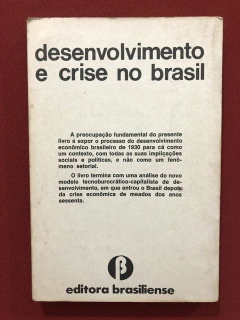 desenvolvimento
e crise no brasil
A preocupação fundamental do presente
livro é expor o processo do desenvolvimento
econômico brasileiro de 1930 para cá como
um contexto, com todas as suas implicações
sociais e políticas, e não como um fenô-
meno setorial.
O livro termina com uma análise do novo
modelo tecnoburocrático-capitalista de de-
senvolvimento, em que entrou o Brasil depois
da crise econômica de meados dos anos
sessenta.
B
editora brasiliense